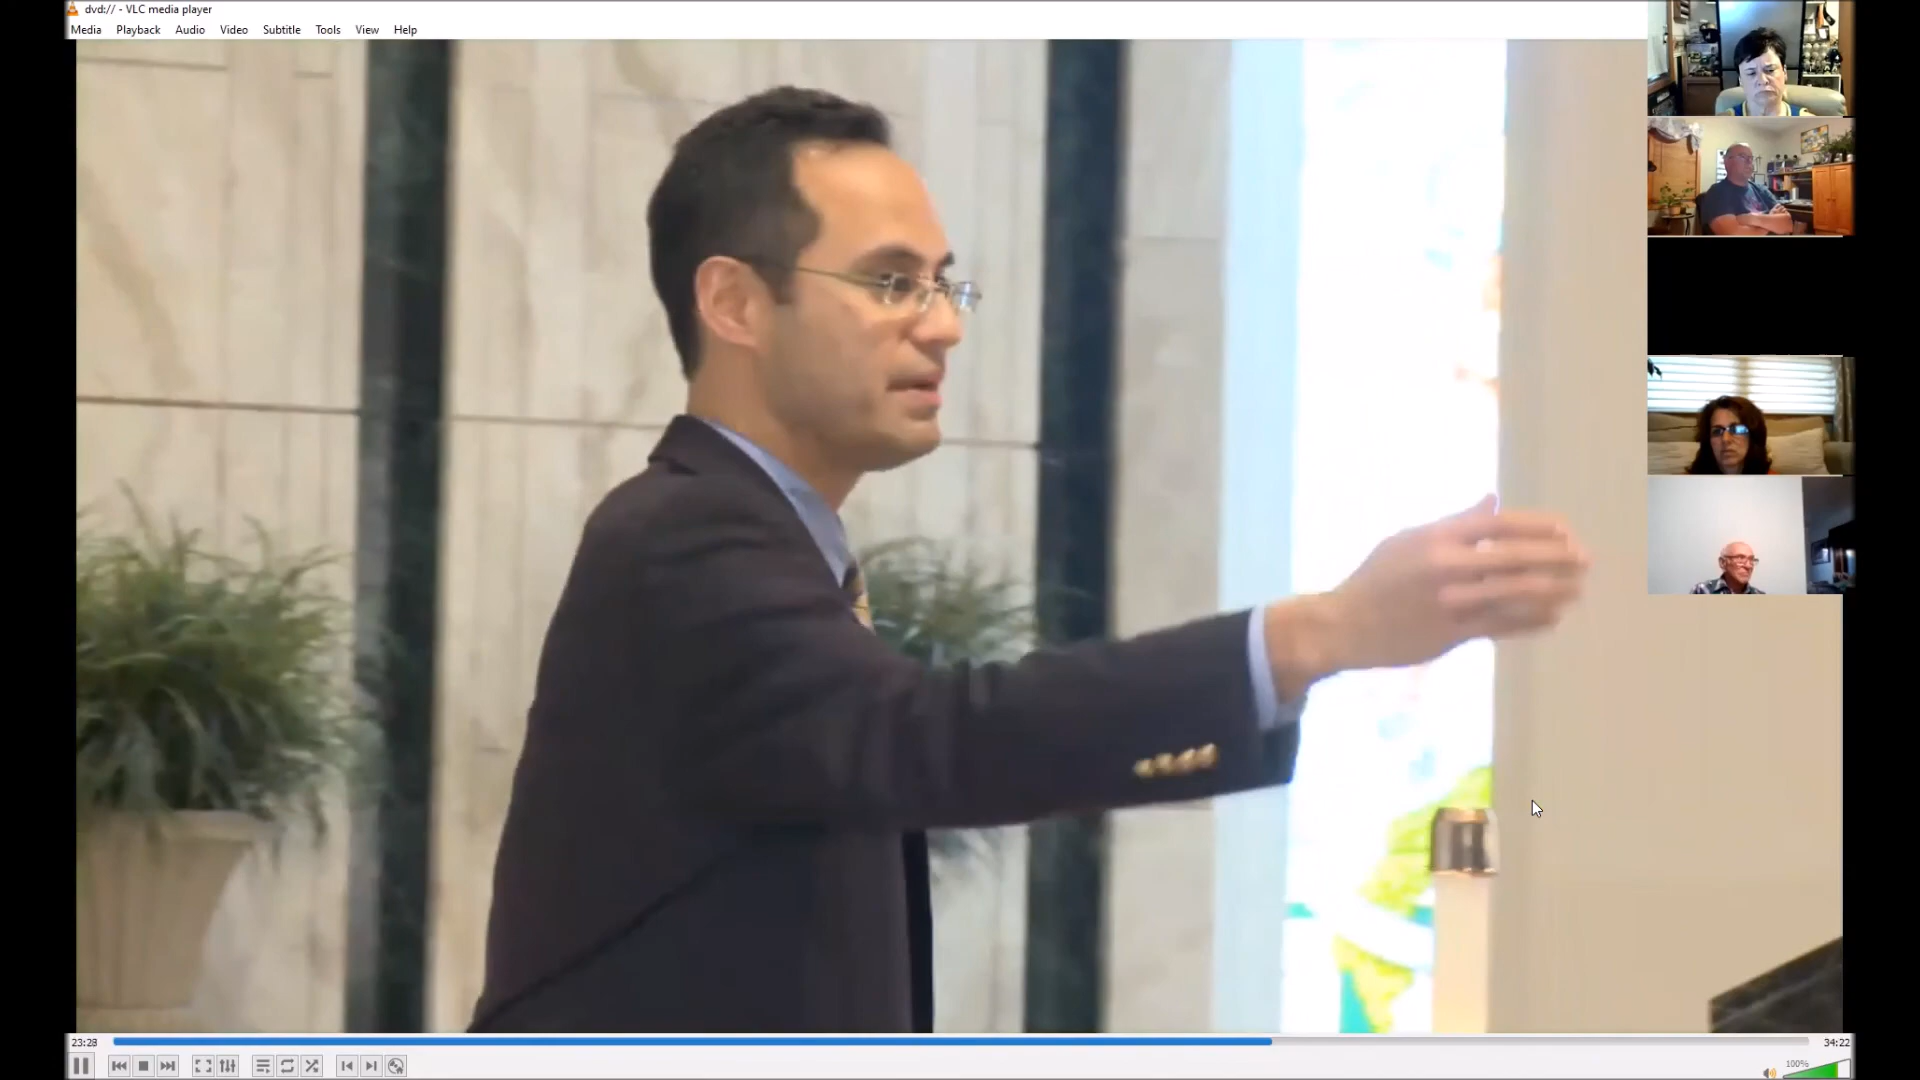 dvd:// - VLC media player
Media Playback Audio Video Subtitle Tools View Help
23:28
34:22
100%